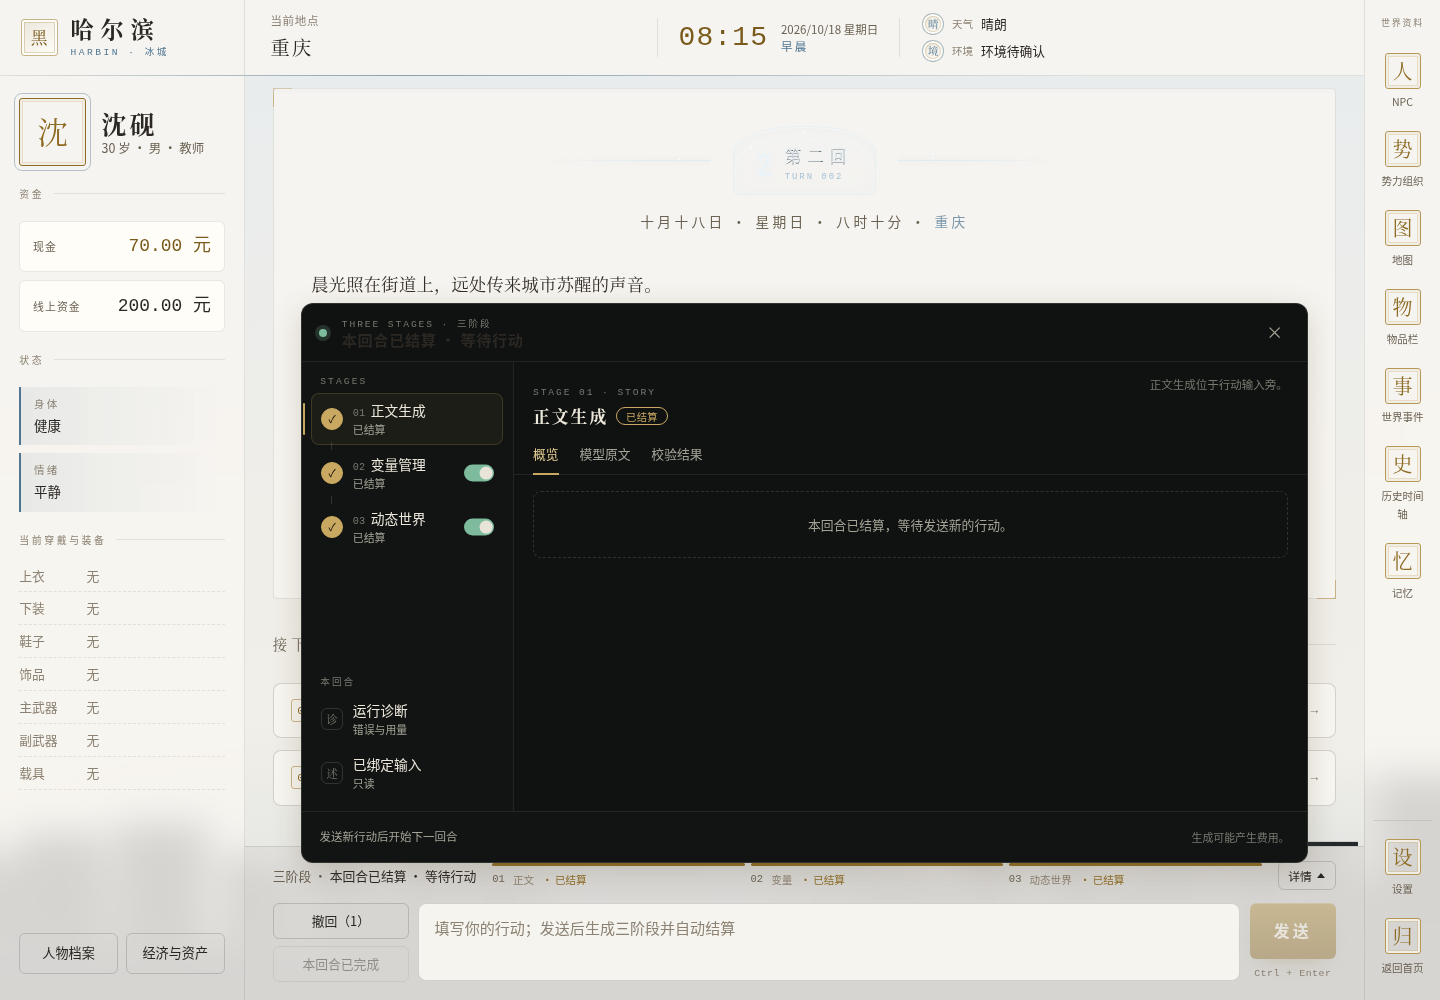 黑
哈尔滨
HARBIN · 冰城
当前地点
重庆
08:15
2026/10/18 星期日
早晨
晴 天气 晴朗
境 环境 环境待确认
世界资料
沈
沈砚
30 岁 • 男 • 教师
资金
现金 70.00 元
线上资金 200.00 元
状态
身体
健康
情绪
平静
当前穿戴与装备
上衣 无
下装 无
鞋子 无
饰品 无
主武器 无
副武器 无
载具 无
人物档案
经济与资产
第二回
TURN 002
十月十八日 • 星期日 • 八时十分 • 重庆
晨光照在街道上，远处传来城市苏醒的声音。
THREE STAGES · 三阶段
本回合已结算 · 等待行动
×
STAGES
✓ 01 正文生成
已结算
✓ 02 变量管理
已结算
✓ 03 动态世界
已结算
本回合
诊 运行诊断
错误与用量
述 已绑定输入
只读
STAGE 01 · STORY
正文生成 已结算
正文生成位于行动输入旁。
概览 模型原文 校验结果
本回合已结算，等待发送新的行动。
发送新行动后开始下一回合
生成可能产生费用。
接
→
→
三阶段 • 本回合已结算 • 等待行动
01 正文 • 已结算
02 变量 • 已结算
03 动态世界 • 已结算
详情
撤回（1）
本回合已完成
填写你的行动；发送后生成三阶段并自动结算
发送
Ctrl + Enter
人
NPC
势
势力组织
图
地图
物
物品栏
事
世界事件
史
历史时间
轴
忆
记忆
设
设置
归
返回首页